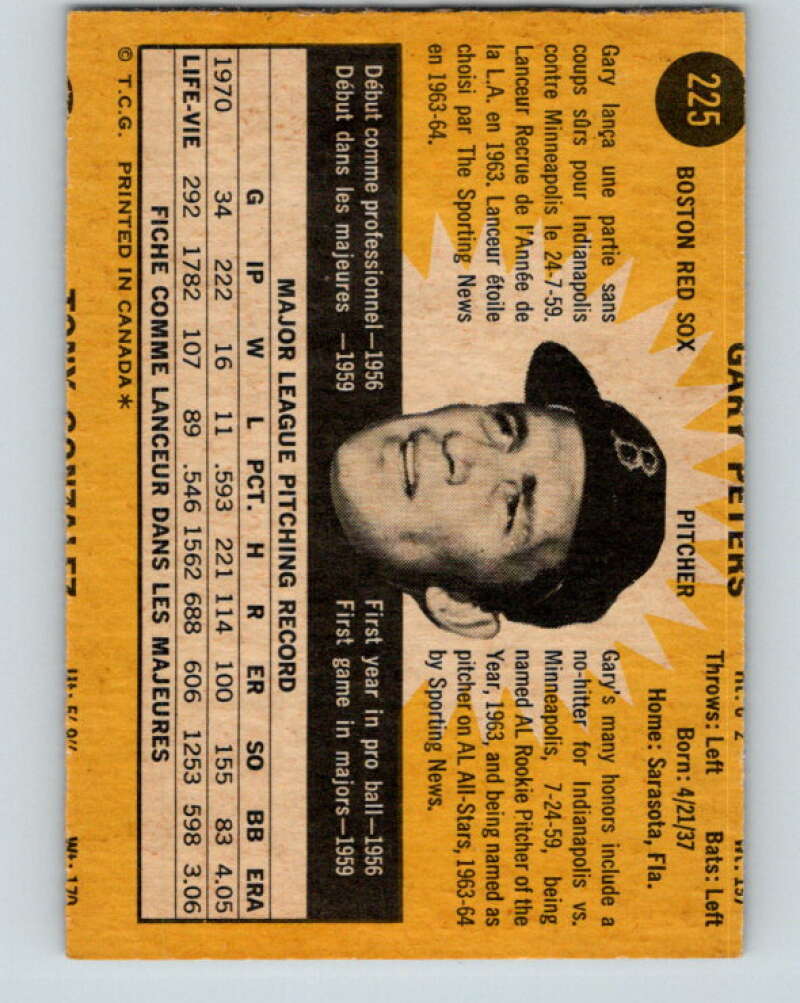 GARY PETERS
225
BOSTON RED SOX
PITCHER
Throws: Left Bats: Left
Born: 4/21/37
Home: Sarasota, Fla.
Gary lança une partie sans
coups sûrs pour Indianapolis
contre Minneapolis le 24-7-59.
Lanceur Recrue de l'Année de
la L.A. en 1963. Lanceur étoile
choisi par The Sporting News
en 1963-64.
Gary's many honors include a
no-hitter for Indianapolis vs.
Minneapolis, 7-24-59, being
named AL Rookie Pitcher of the
Year, 1963, and being named as
pitcher on AL All-Stars, 1963-64
by Sporting News.
Début comme professionnel—1956
Début dans les majeures —1959
First year in pro ball—1956
First game in majors—1959
MAJOR LEAGUE PITCHING RECORD
G IP W L PCT. H R ER SO BB ERA
1970 34 222 16 11 .593 221 114 100 155 83 4.05
LIFE-VIE 292 1782 107 89 .546 1562 688 606 1253 598 3.06
FICHE COMME LANCEUR DANS LES MAJEURES
© T.C.G. PRINTED IN CANADA*
TONY GONZALEZ